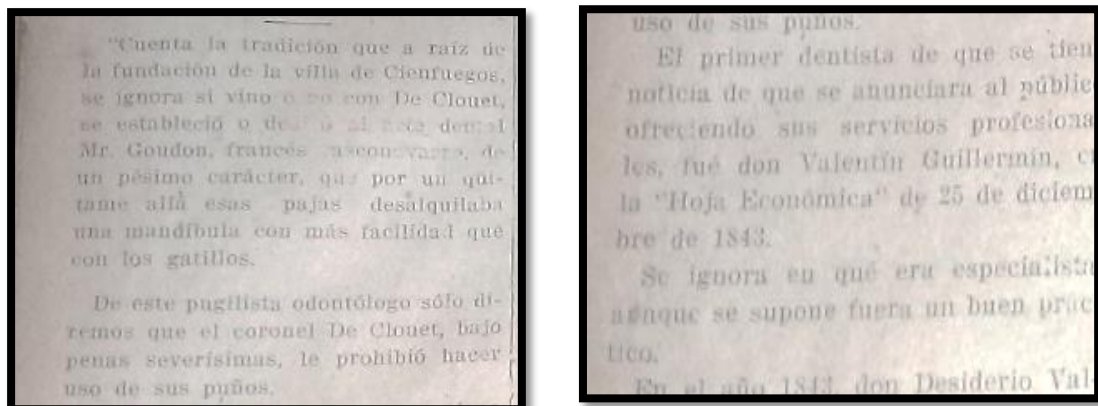 "Cuenta la tradición que a raíz de
la fundación de la villa de Cienfuegos,
se ignora si vino o no con De Clouet,
se estableció o de al arte dental
Mr. Goudon, francés de
un pésimo carácter, que por un quí-
tame allá esas pajas desalquilaba
una mandíbula con más facilidad que
con los gatillos.
De este pugilista odontólogo sólo di-
remos que el coronel De Clouet, bajo
penas severísimas, le prohibió hacer
uso de sus puños.
uso de sus puños.
El primer dentista de que se tien
noticia de que se anunciara al públic
ofreciendo sus servicios profesiona
les, fué don Valentín Guillermin,
la "Hoja Económica" de 25 de diciem
bre de 1843.
Se ignora en qué era especialista
aunque se supone fuera un buen prác
tico.
En el año 1843, don Desiderio Val-